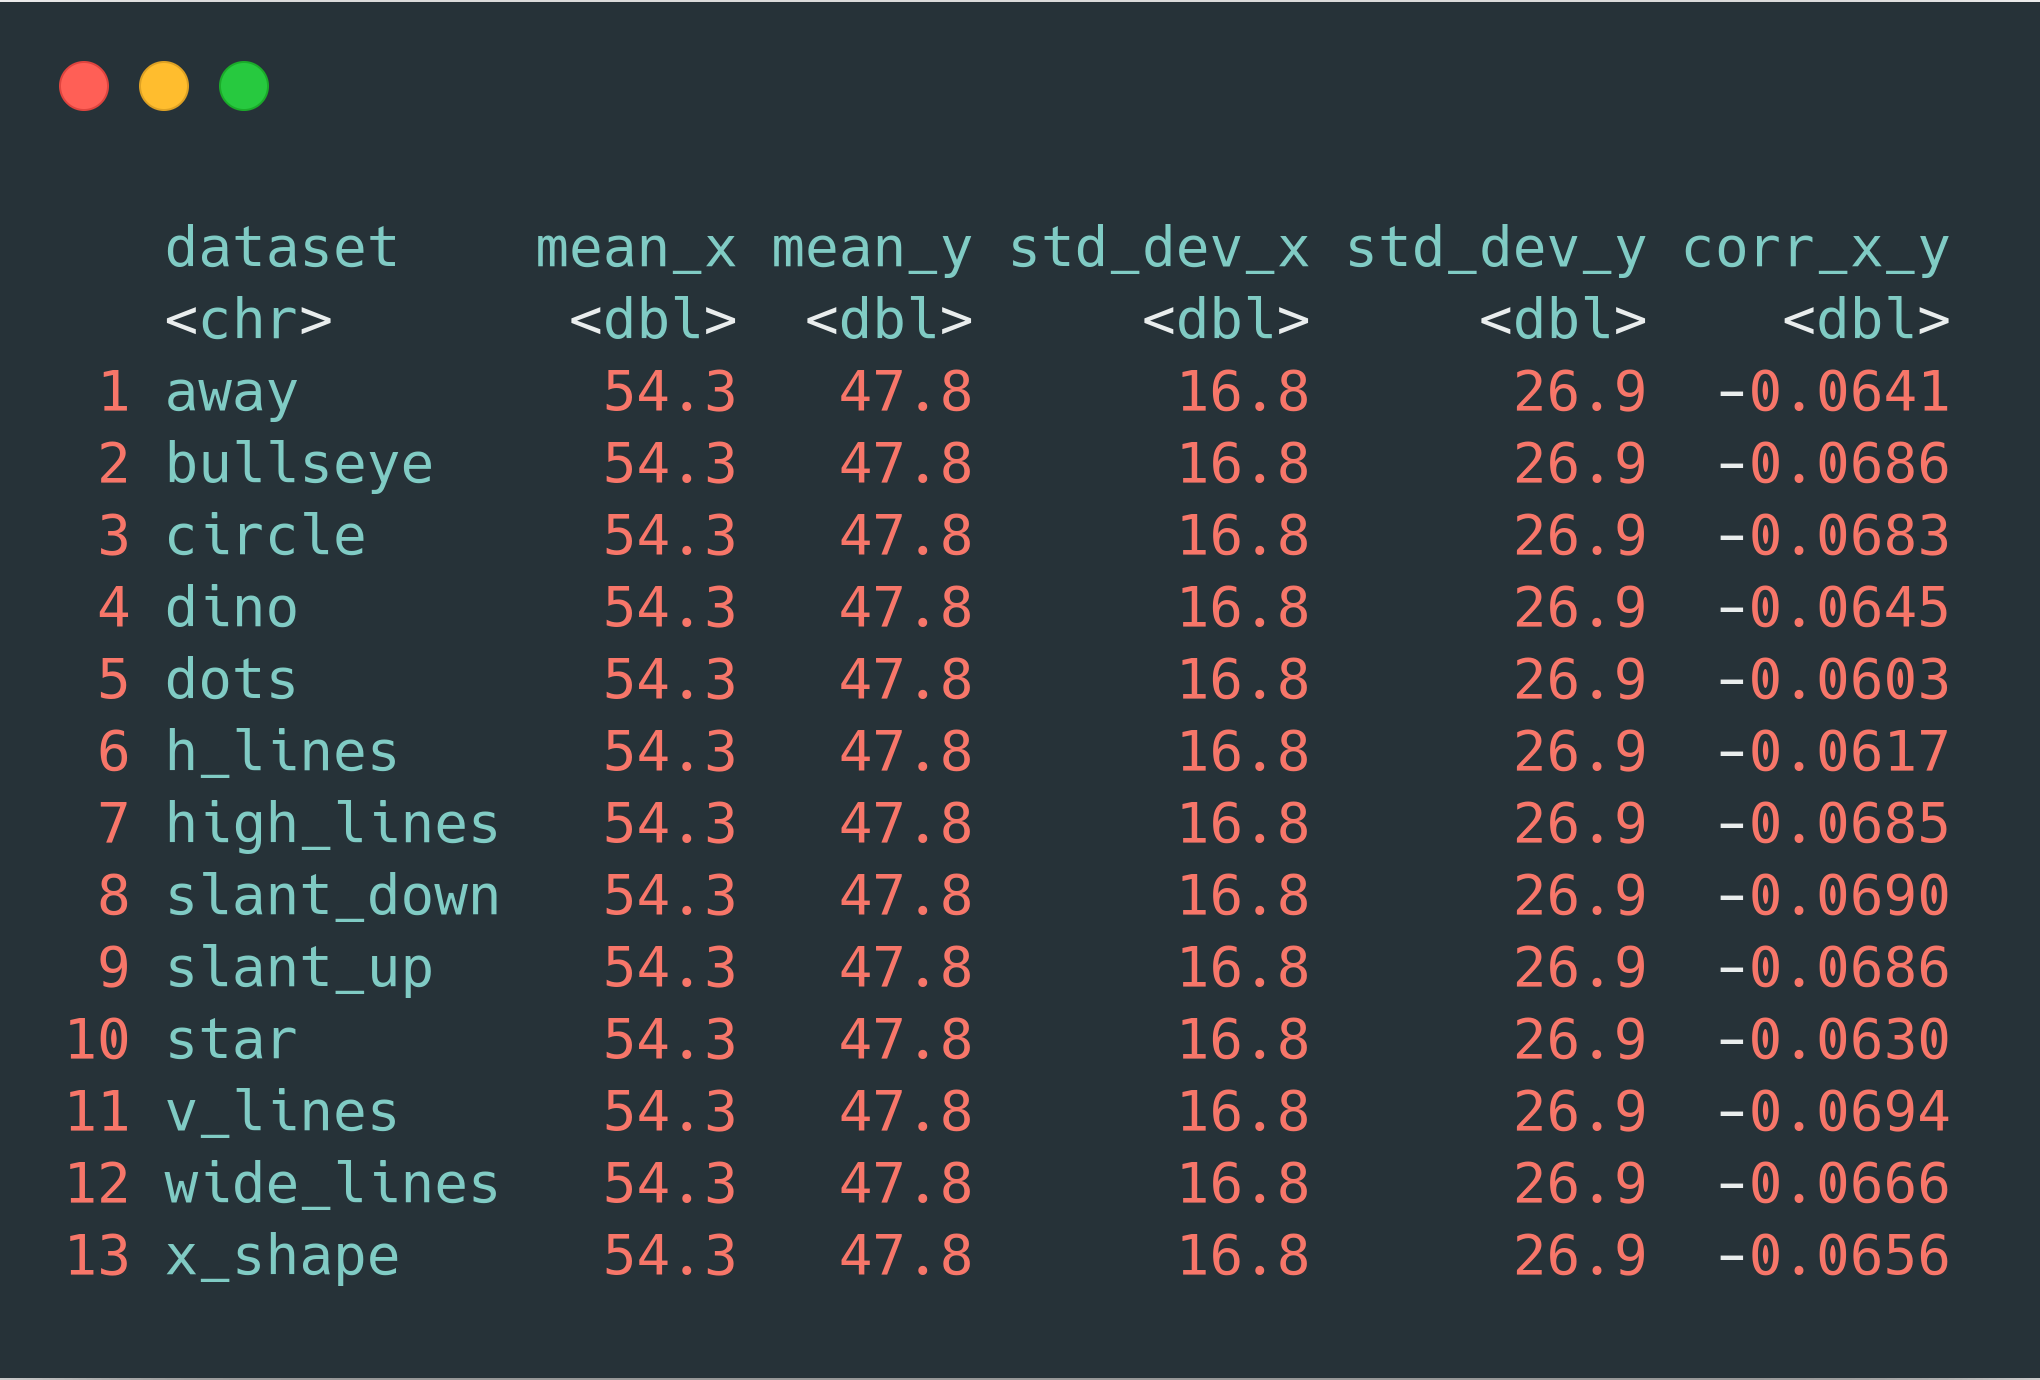 dataset mean_x mean_y std_dev_x std_dev_y corr_x_y
<chr> <dbl> <dbl> <dbl> <dbl> <dbl>
1 away 54.3 47.8 16.8 26.9 -0.0641
2 bullseye 54.3 47.8 16.8 26.9 -0.0686
3 circle 54.3 47.8 16.8 26.9 -0.0683
4 dino 54.3 47.8 16.8 26.9 -0.0645
5 dots 54.3 47.8 16.8 26.9 -0.0603
6 h_lines 54.3 47.8 16.8 26.9 -0.0617
7 high_lines 54.3 47.8 16.8 26.9 -0.0685
8 slant_down 54.3 47.8 16.8 26.9 -0.0690
9 slant_up 54.3 47.8 16.8 26.9 -0.0686
10 star 54.3 47.8 16.8 26.9 -0.0630
11 v_lines 54.3 47.8 16.8 26.9 -0.0694
12 wide_lines 54.3 47.8 16.8 26.9 -0.0666
13 x_shape 54.3 47.8 16.8 26.9 -0.0656